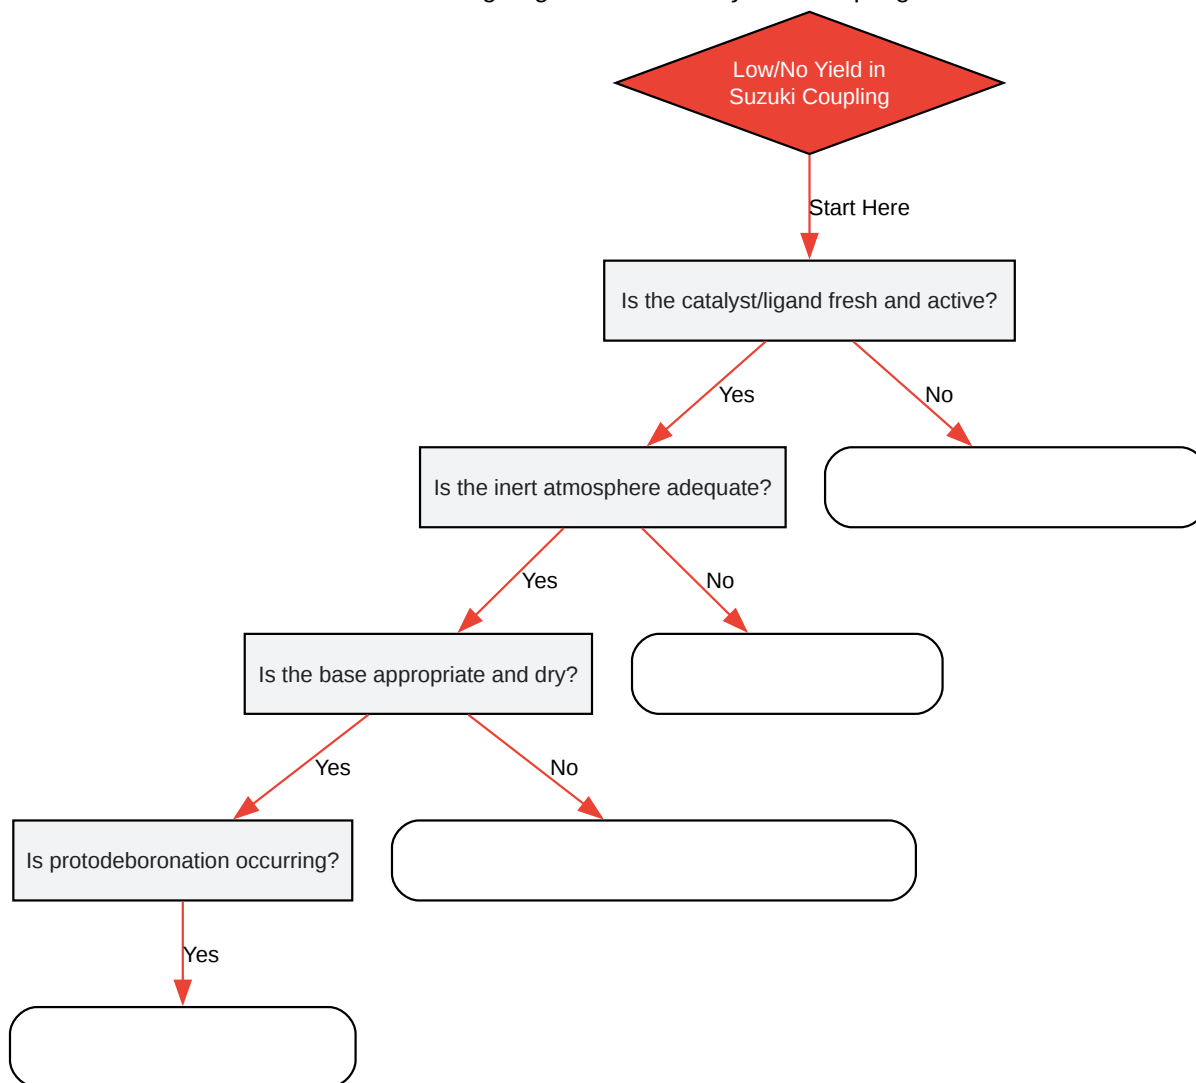 Low/No Yield in
Suzuki Coupling
Start Here
Is the catalyst/ligand fresh and active?
Yes
No
Is the inert atmosphere adequate?
Yes
No
Is the base appropriate and dry?
Yes
No
Is protodeboronation occurring?
Yes